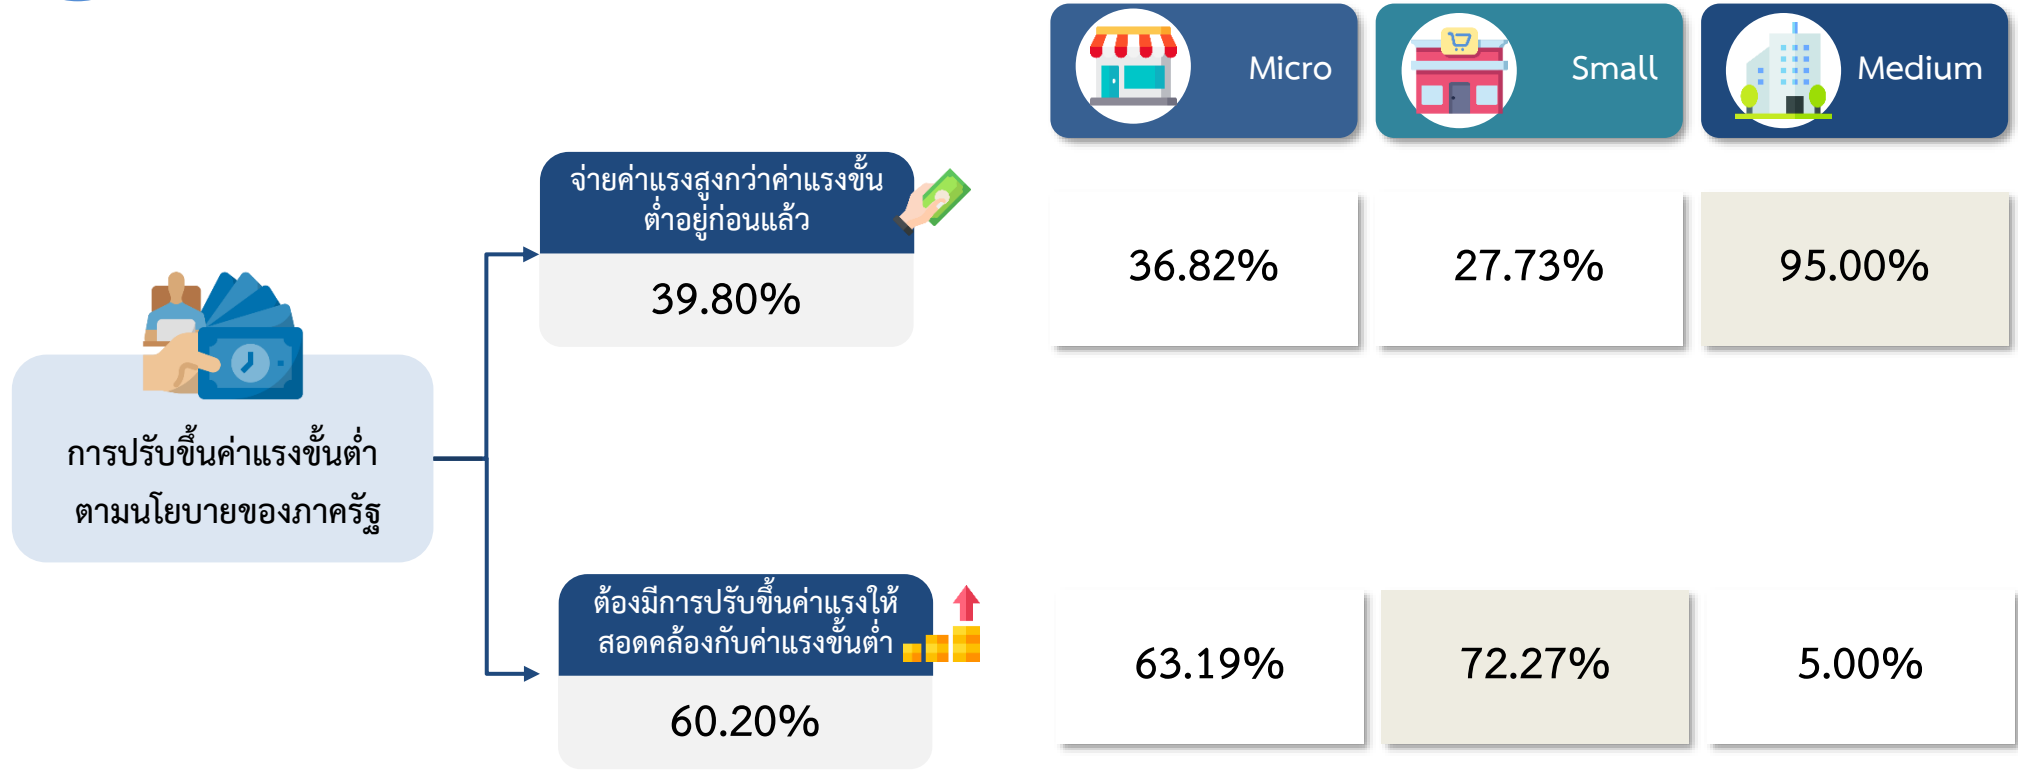 Micro
Small
Medium
จ่ายค่าแรงสูงกว่าค่าแรงขั้น
ต่ำอยู่ก่อนแล้ว
39.80%
36.82%
27.73%
95.00%
การปรับขึ้นค่าแรงขั้นต่ำ
ตามนโยบายของภาครัฐ
ต้องมีการปรับขึ้นค่าแรงให้
สอดคล้องกับค่าแรงขั้นต่ำ
60.20%
63.19%
72.27%
5.00%